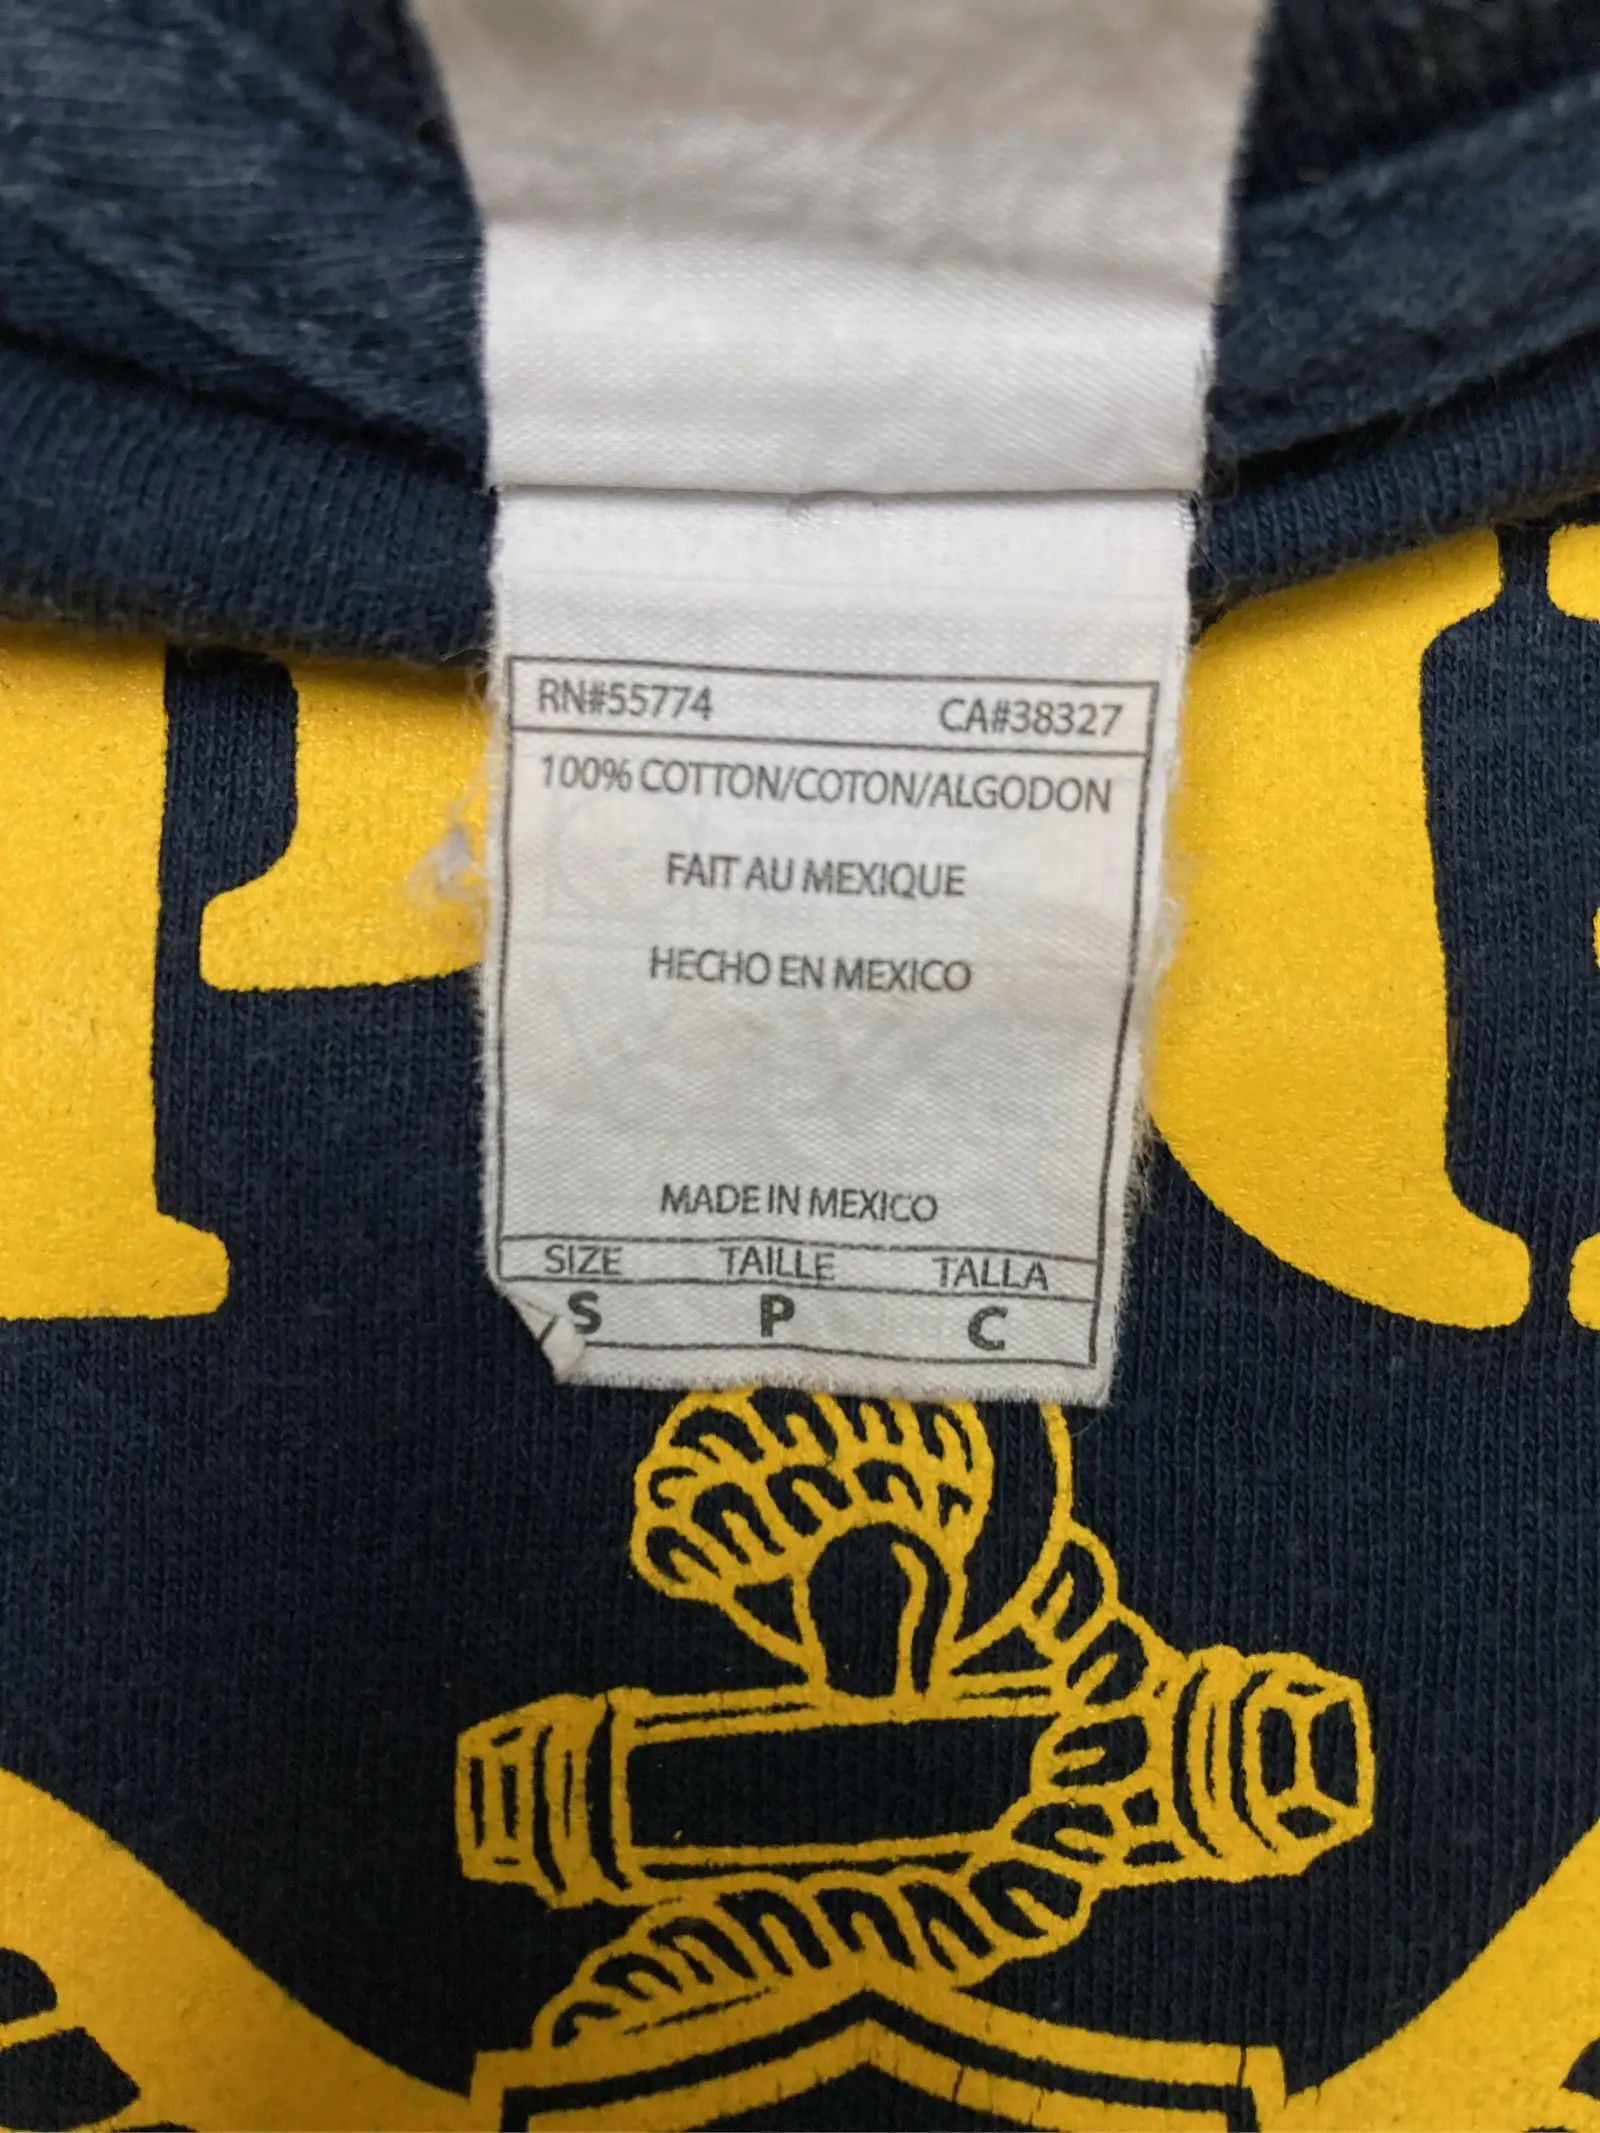 RN#55774 CA#38327
100% COTTON/COTON/ALGODON
FAIT AU MEXIQUE
HECHO EN MEXICO
MADE IN MEXICO
SIZE TAILLE TALLA
S P C